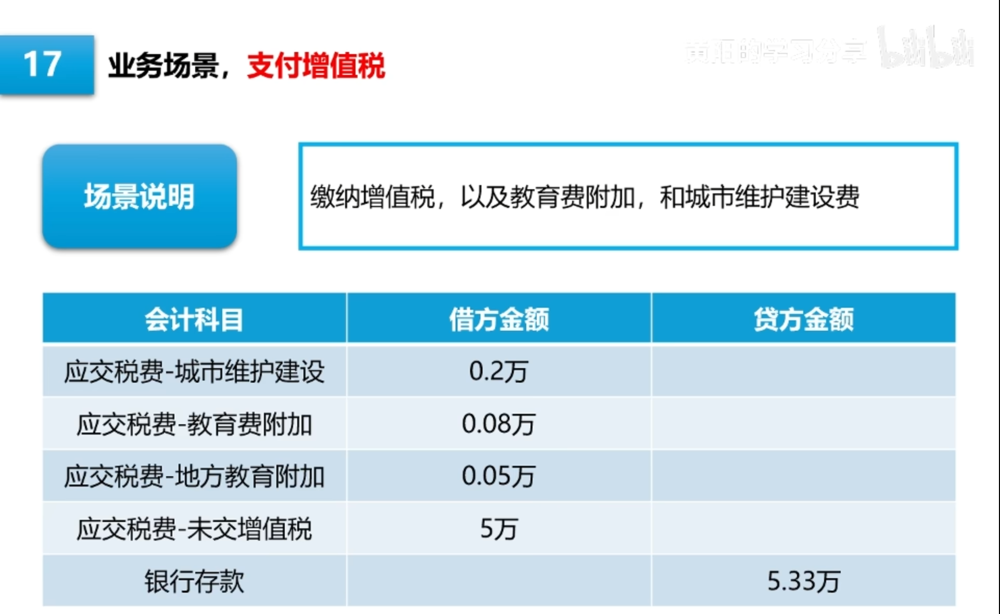 黄阳的学习分享 bilibili
17
业务场景，支付增值税
场景说明
缴纳增值税，以及教育费附加，和城市维护建设费
会计科目 借方金额 贷方金额
应交税费-城市维护建设 0.2万
应交税费-教育费附加 0.08万
应交税费-地方教育附加 0.05万
应交税费-未交增值税 5万
银行存款 5.33万